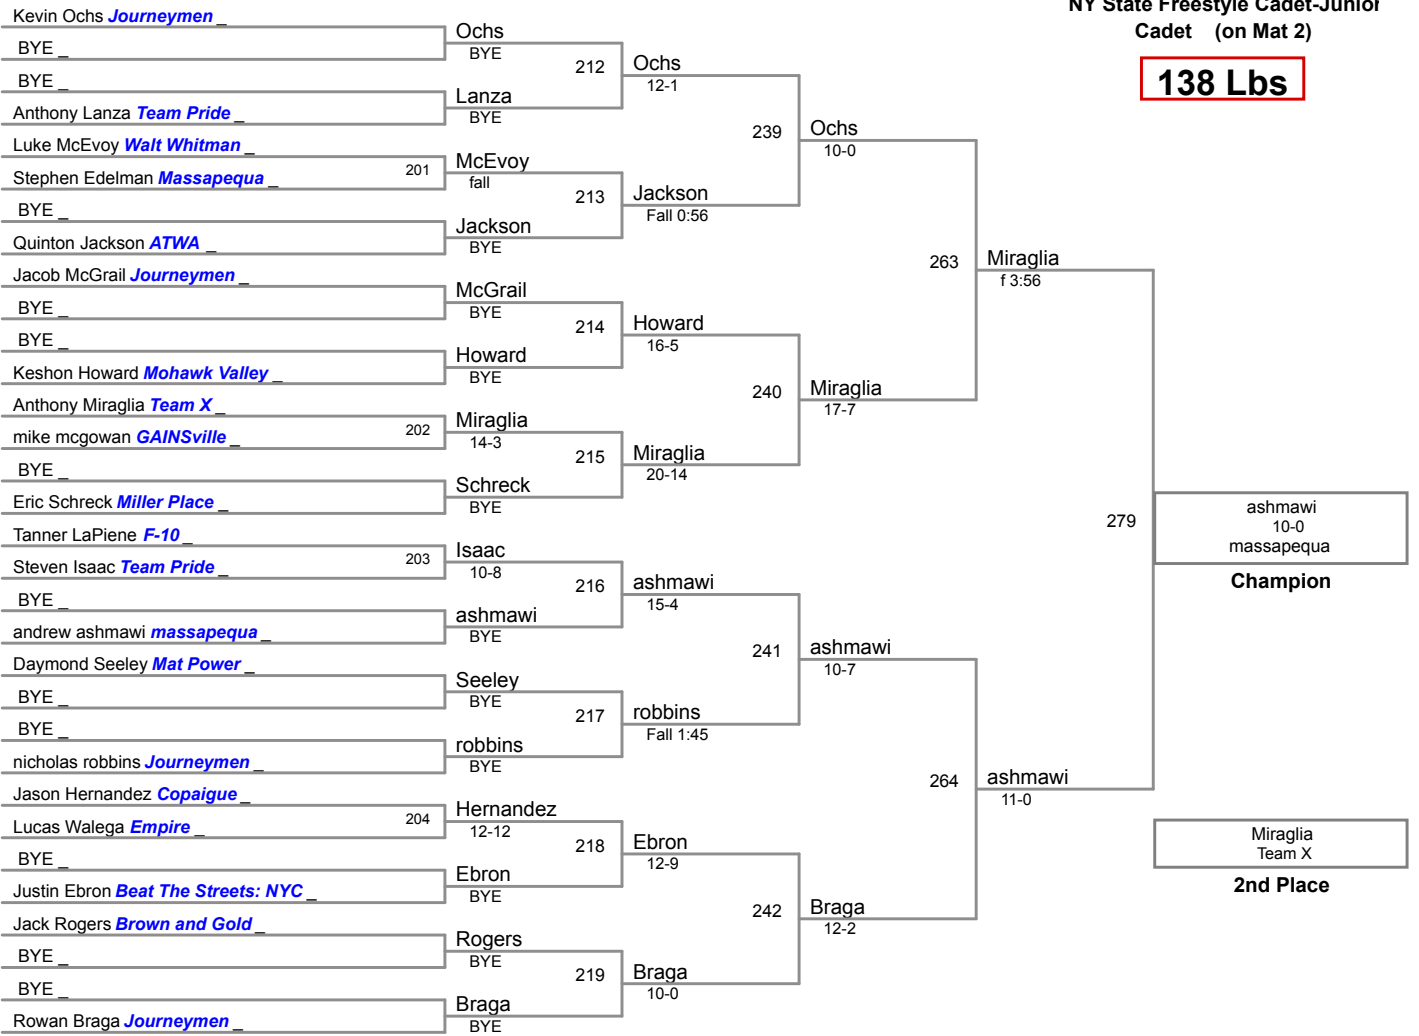 NY State Freestyle Cadet-Junior
Cadet (on Mat 2)
138 Lbs
Kevin Ochs Journeymen _
BYE _
BYE _
Anthony Lanza Team Pride _
Luke McEvoy Walt Whitman _
Stephen Edelman Massapequa _
BYE _
Quinton Jackson ATWA _
Jacob McGrail Journeymen _
BYE _
BYE _
Keshon Howard Mohawk Valley _
Anthony Miraglia Team X _
mike mcgowan GAINSville _
BYE _
Eric Schreck Miller Place _
Tanner LaPiene F-10 _
Steven Isaac Team Pride _
BYE _
andrew ashmawi massapequa _
Daymond Seeley Mat Power _
BYE _
BYE _
nicholas robbins Journeymen _
Jason Hernandez Copaigue _
Lucas Walega Empire _
BYE _
Justin Ebron Beat The Streets: NYC _
Jack Rogers Brown and Gold _
BYE _
BYE _
Rowan Braga Journeymen _
201
202
203
204
Ochs
BYE
Lanza
BYE
McEvoy
fall
Jackson
BYE
McGrail
BYE
Howard
BYE
Miraglia
14-3
Schreck
BYE
Isaac
10-8
ashmawi
BYE
Seeley
BYE
robbins
BYE
Hernandez
12-12
Ebron
BYE
Rogers
BYE
Braga
BYE
212
213
214
215
216
217
218
219
Ochs
12-1
Jackson
Fall 0:56
Howard
16-5
Miraglia
20-14
ashmawi
15-4
robbins
Fall 1:45
Ebron
12-9
Braga
10-0
239
240
241
242
Ochs
10-0
Miraglia
17-7
ashmawi
10-7
Braga
12-2
263
264
Miraglia
f 3:56
ashmawi
11-0
279
ashmawi
10-0
massapequa
Champion
Miraglia
Team X
2nd Place